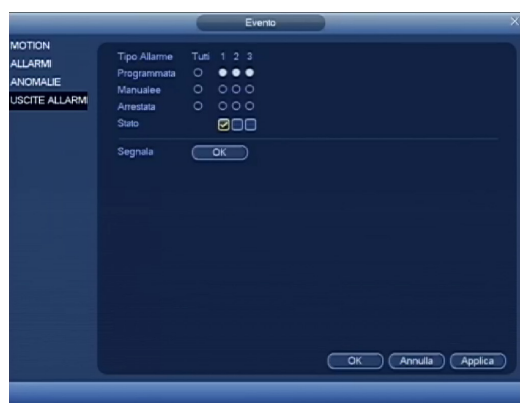 Evento
MOTION
ALLARMI
ANOMALIE
USCITE ALLARMI
Tipo Allarme Tutti 1 2 3
Programmata
Manualee
Arrestata
Stato
Segnala OK
OK Annulla Applica